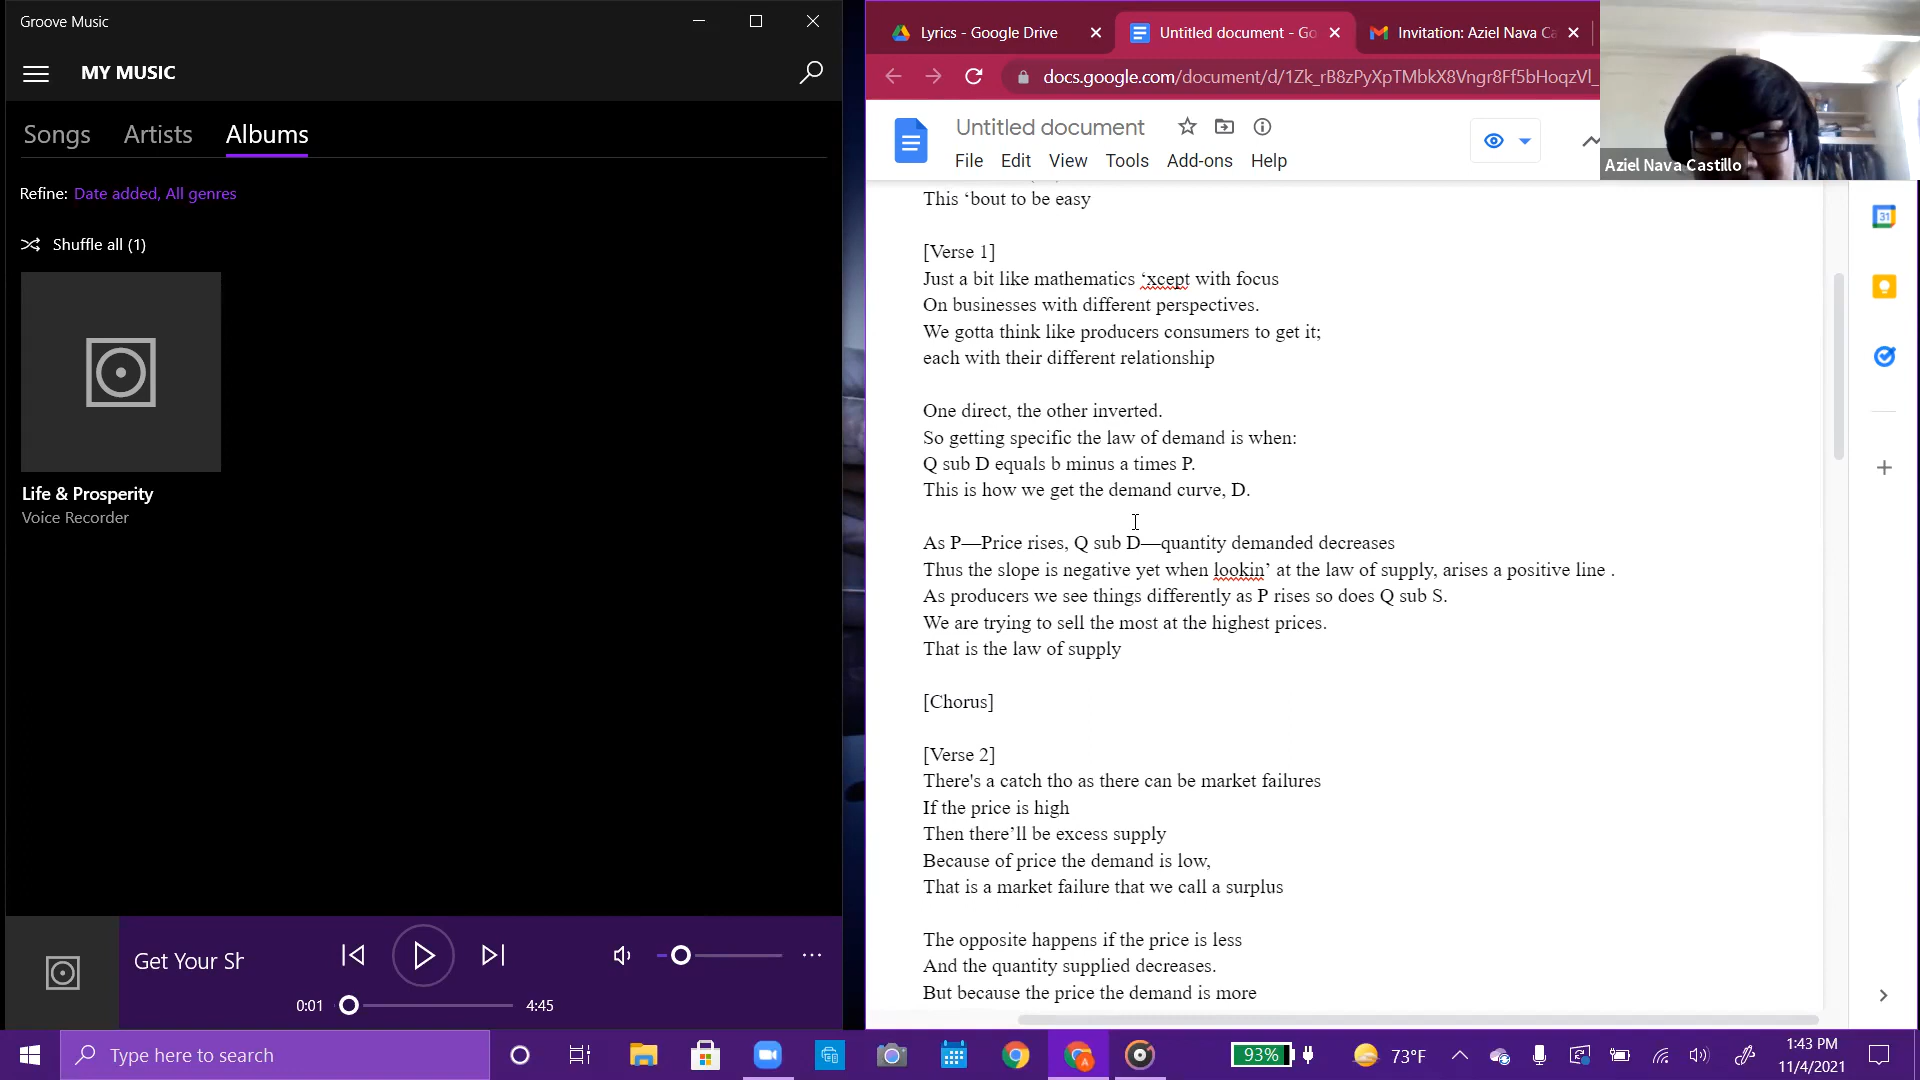 Groove Music
MY MUSIC
Songs Artists Albums
Refine: Date added, All genres
Shuffle all (1)
Life & Prosperity
Voice Recorder
Get Your Sh
0:01
4:45
Lyrics - Google Drive
Untitled document - Go
Invitation: Aziel Nava Ca
docs.google.com/document/d/1Zk_rB8zPyXpTMbkX8Vngr8Ff5bHoqzVl_
Untitled document
File Edit View Tools Add-ons Help
Aziel Nava Castillo
31
This ‘bout to be easy
[Verse 1]
Just a bit like mathematics ‘xcept with focus
On businesses with different perspectives.
We gotta think like producers consumers to get it;
each with their different relationship
One direct, the other inverted.
So getting specific the law of demand is when:
Q sub D equals b minus a times P.
This is how we get the demand curve, D.
As P—Price rises, Q sub D—quantity demanded decreases
Thus the slope is negative yet when lookin’ at the law of supply, arises a positive line .
As producers we see things differently as P rises so does Q sub S.
We are trying to sell the most at the highest prices.
That is the law of supply
[Chorus]
[Verse 2]
There's a catch tho as there can be market failures
If the price is high
Then there’ll be excess supply
Because of price the demand is low,
That is a market failure that we call a surplus
The opposite happens if the price is less
And the quantity supplied decreases.
But because the price the demand is more
Type here to search
A
93%
73°F
1:43 PM
11/4/2021